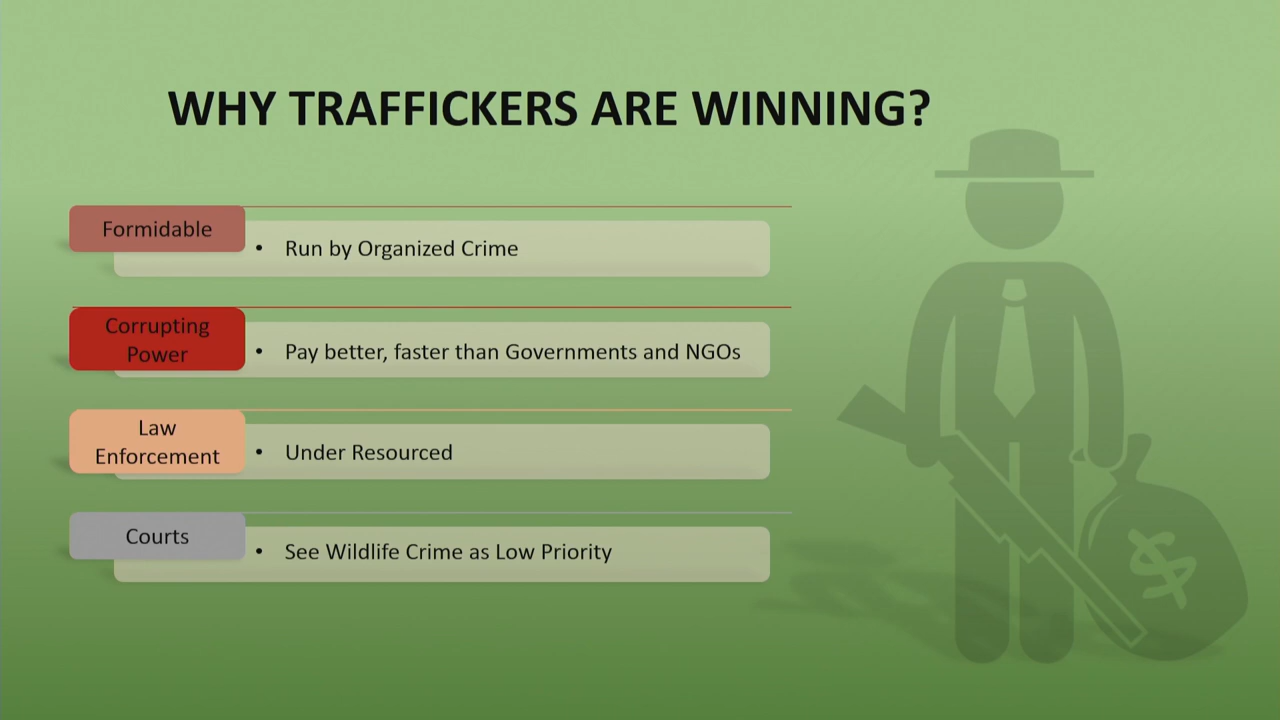 WHY TRAFFICKERS ARE WINNING?
Formidable
• Run by Organized Crime
Corrupting
Power
• Pay better, faster than Governments and NGOs
Law
Enforcement
• Under Resourced
Courts
• See Wildlife Crime as Low Priority
$